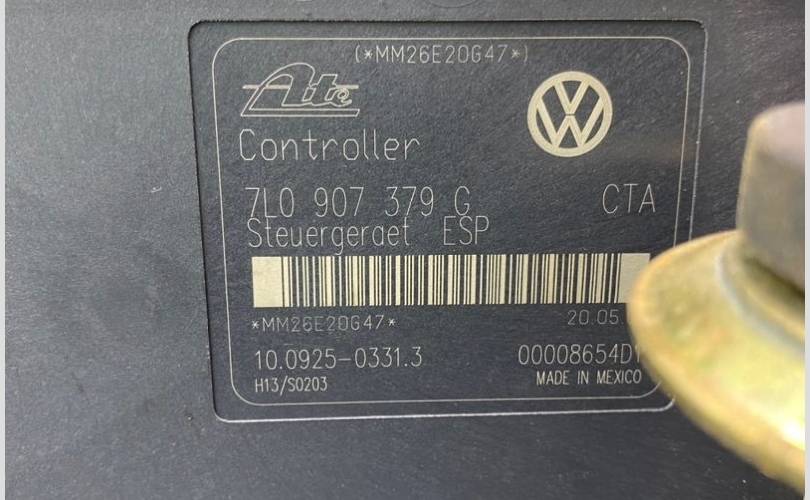 (*MM26E20G47*)
Ate
VW
Controller
7L0 907 379 G CTA
Steuergeraet ESP
*MM26E20G47* 20.05
10.0925-0331.3 00008654D1
H13/S0203 MADE IN MEXICO